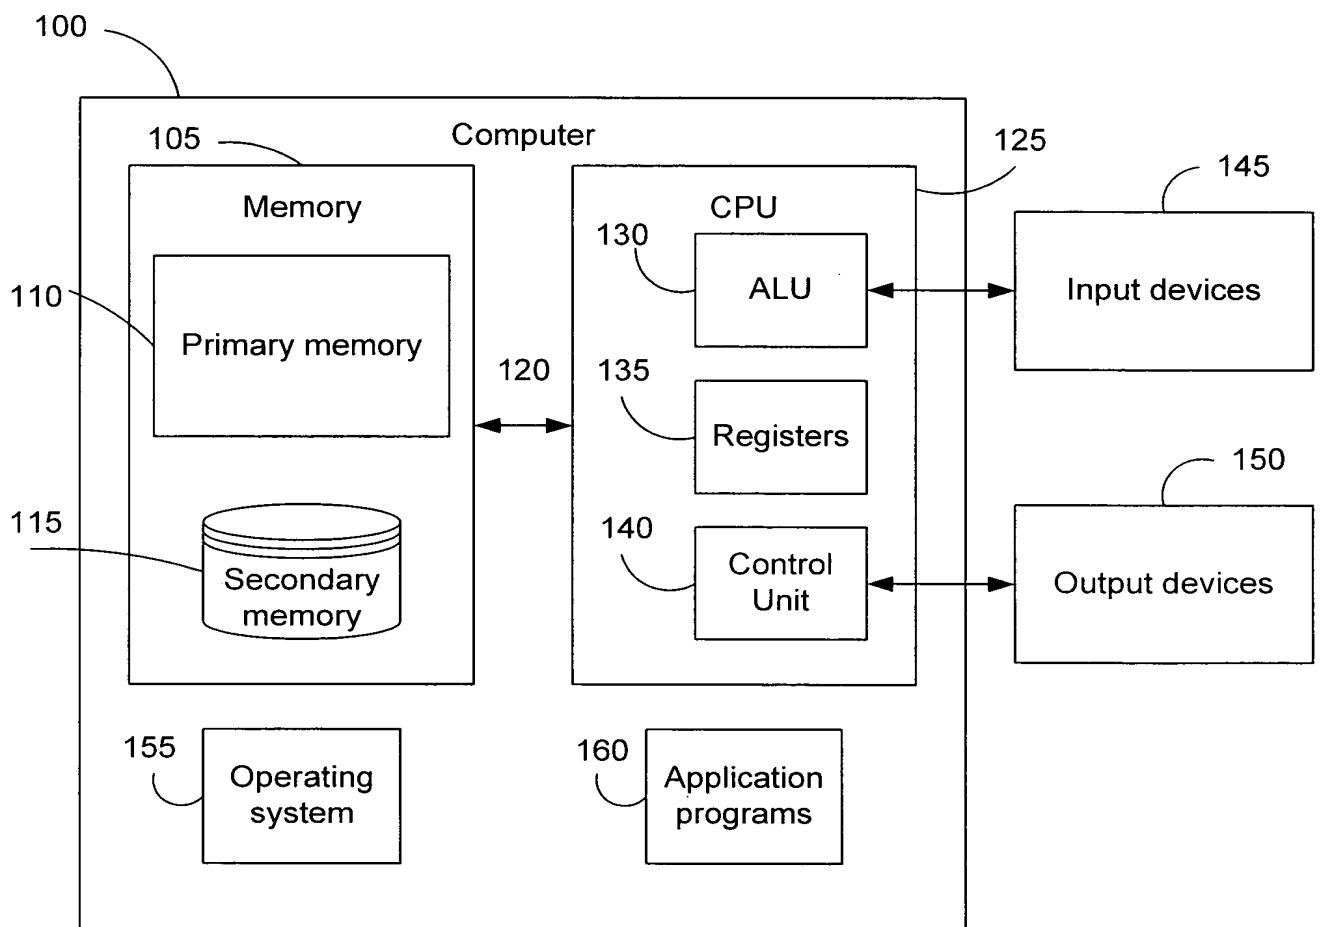 100
Computer
105
125
145
Memory
CPU
130
ALU
Input devices
110
Primary memory
120
135
Registers
150
115
Secondary
memory
140
Control
Unit
Output devices
155
Operating
system
160
Application
programs